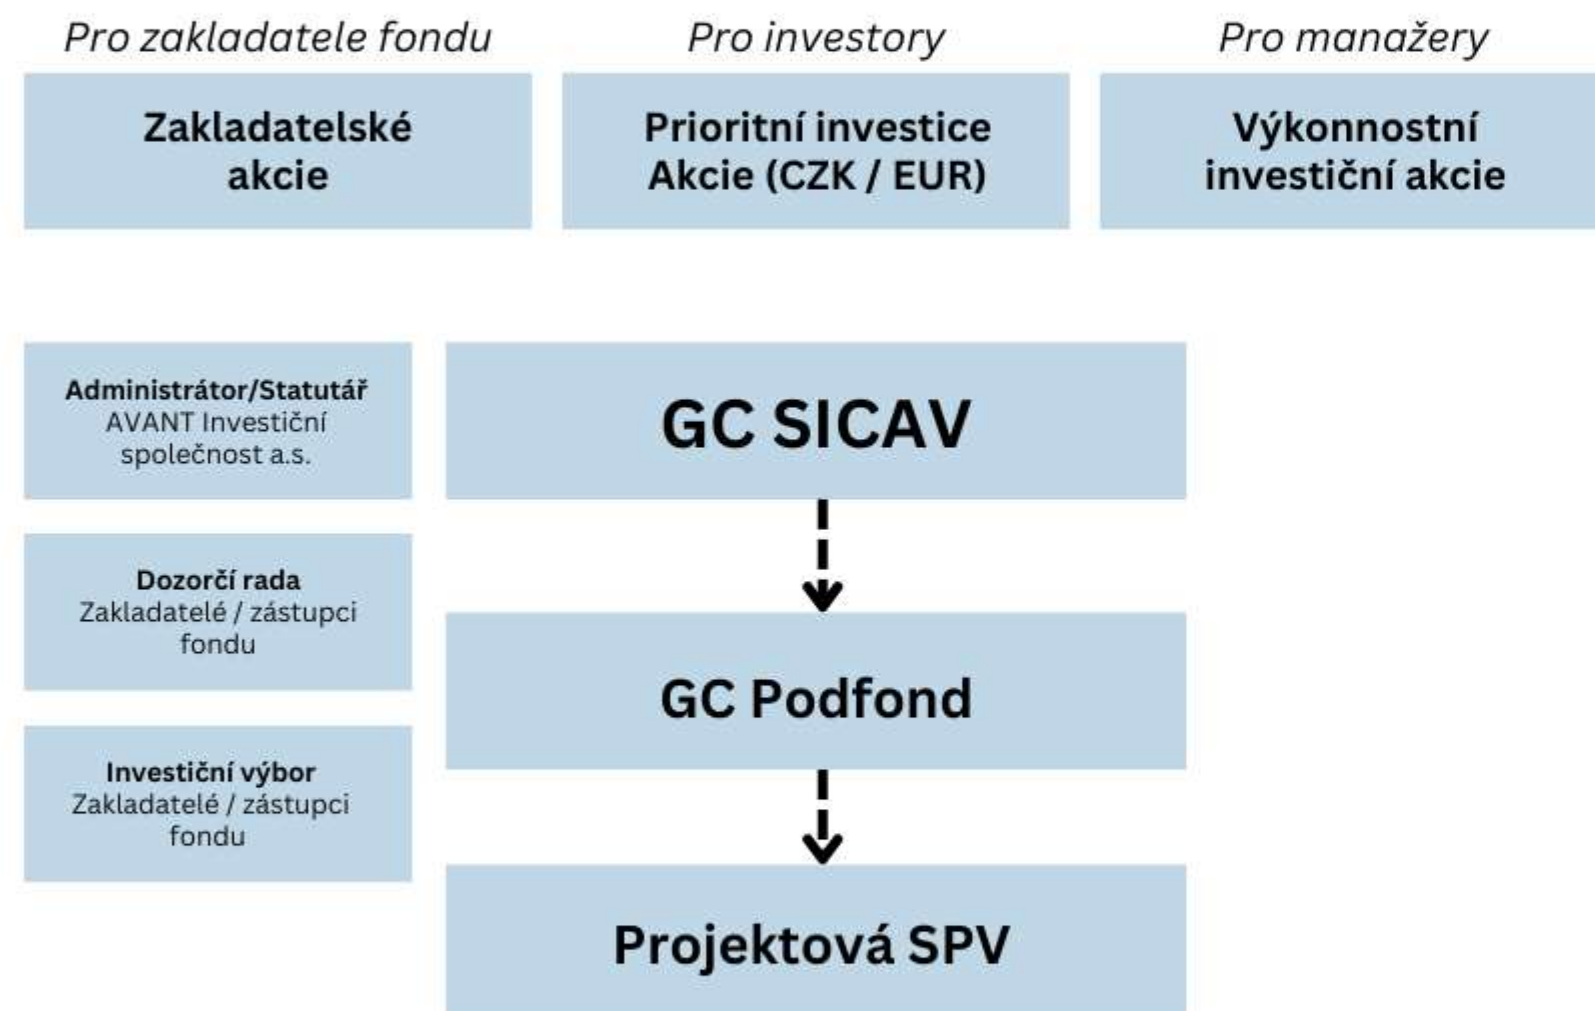 Pro zakladatele fondu
Pro investory
Pro manažery
Zakladatelské
akcie
Prioritní investice
Akcie (CZK / EUR)
Výkonnostní
investiční akcie
Administrátor/Statutář
AVANT Investiční
společnost a.s.
GC SICAV
Dozorčí rada
Zakladatelé / zástupci
fondu
GC Podfond
Investiční výbor
Zakladatelé / zástupci
fondu
Projektová SPV